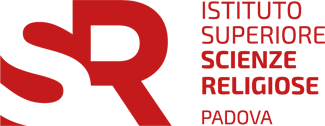 SR
ISTITUTO
SUPERIORE
SCIENZE
RELIGIOSE
PADOVA